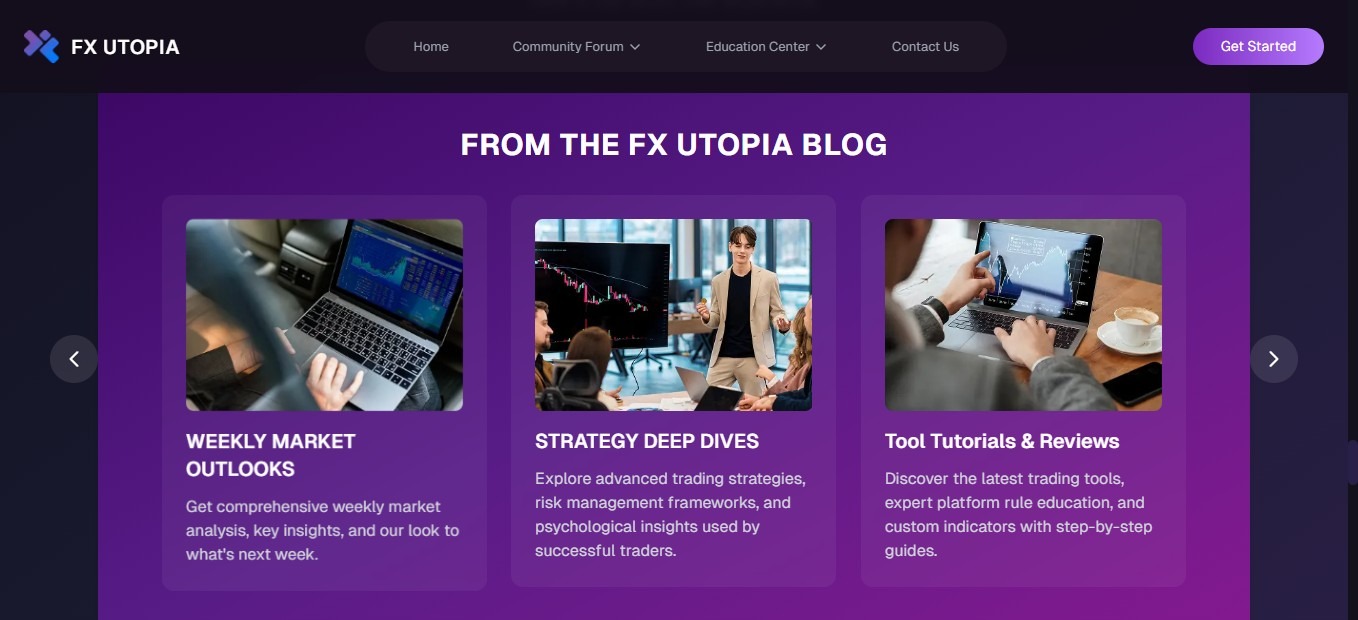 FX UTOPIA
Home
Community Forum
Education Center
Contact Us
Get Started
FROM THE FX UTOPIA BLOG
WEEKLY MARKET
OUTLOOKS
Get comprehensive weekly market
analysis, key insights, and our look to
what's next week.
STRATEGY DEEP DIVES
Explore advanced trading strategies,
risk management frameworks, and
psychological insights used by
successful traders.
Tool Tutorials & Reviews
Discover the latest trading tools,
expert platform rule education, and
custom indicators with step-by-step
guides.